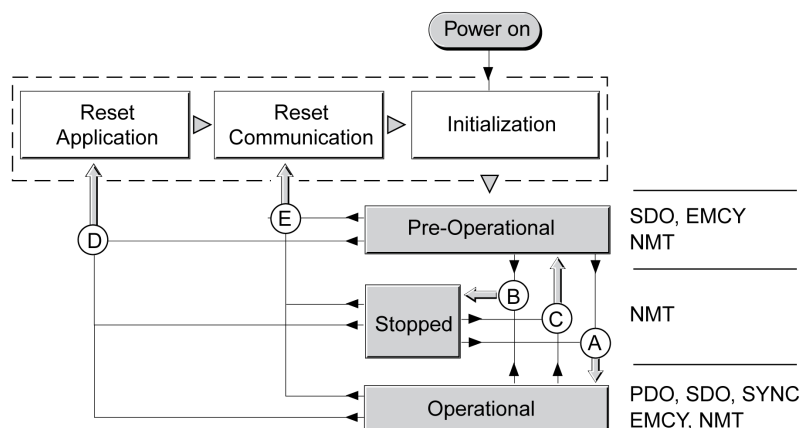 Power on
Reset
Application
Reset
Communication
Initialization
D
E
Pre-Operational
SDO, EMCY
NMT
B
Stopped
C
NMT
A
Operational
PDO, SDO, SYNC
EMCY, NMT